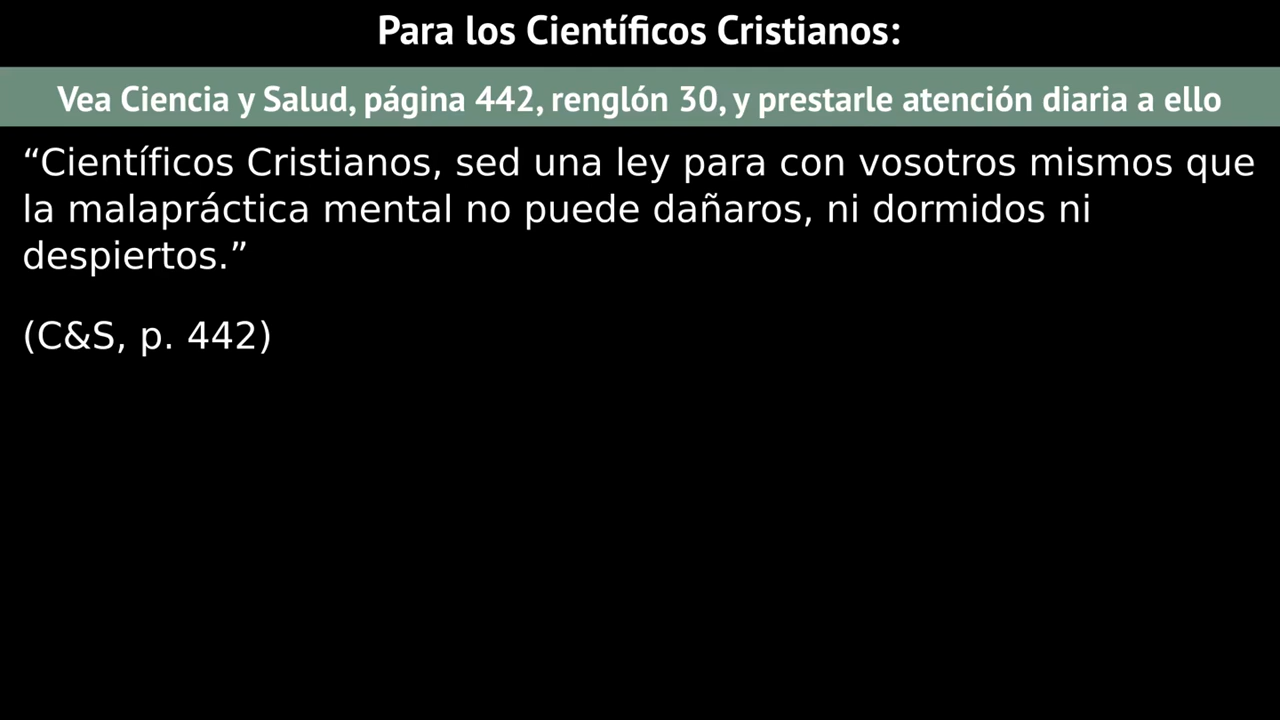 Para los Científicos Cristianos:
Vea Ciencia y Salud, página 442, renglón 30, y prestarle atención diaria a ello
“Científicos Cristianos, sed una ley para con vosotros mismos que
la malapráctica mental no puede dañaros, ni dormidos ni
despiertos.”
(C&S, p. 442)